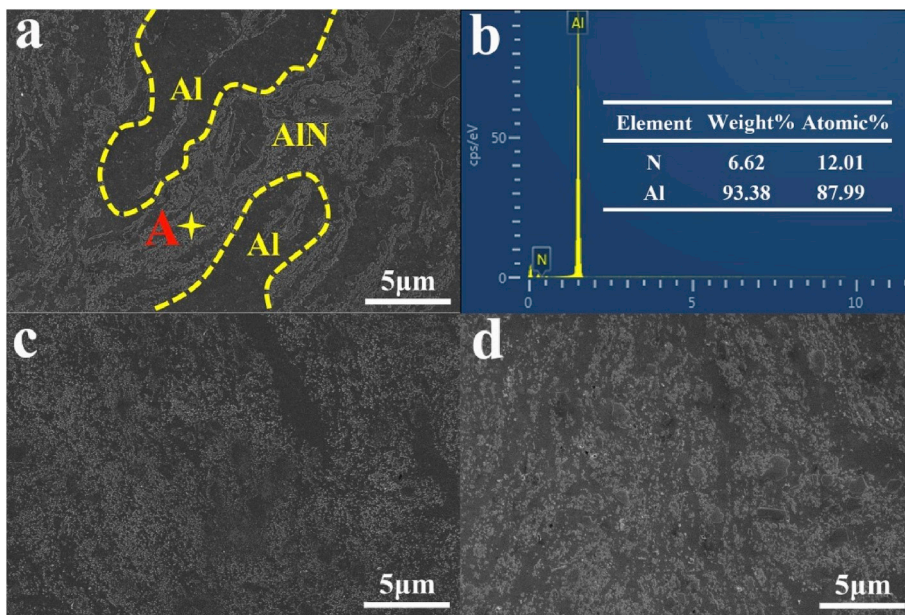 a
Al
AlN
A
Al
5μm
b
Al
cps/eV
50
0
N
0
5
10
Element Weight% Atomic%
N 6.62 12.01
Al 93.38 87.99
c
5μm
d
5μm